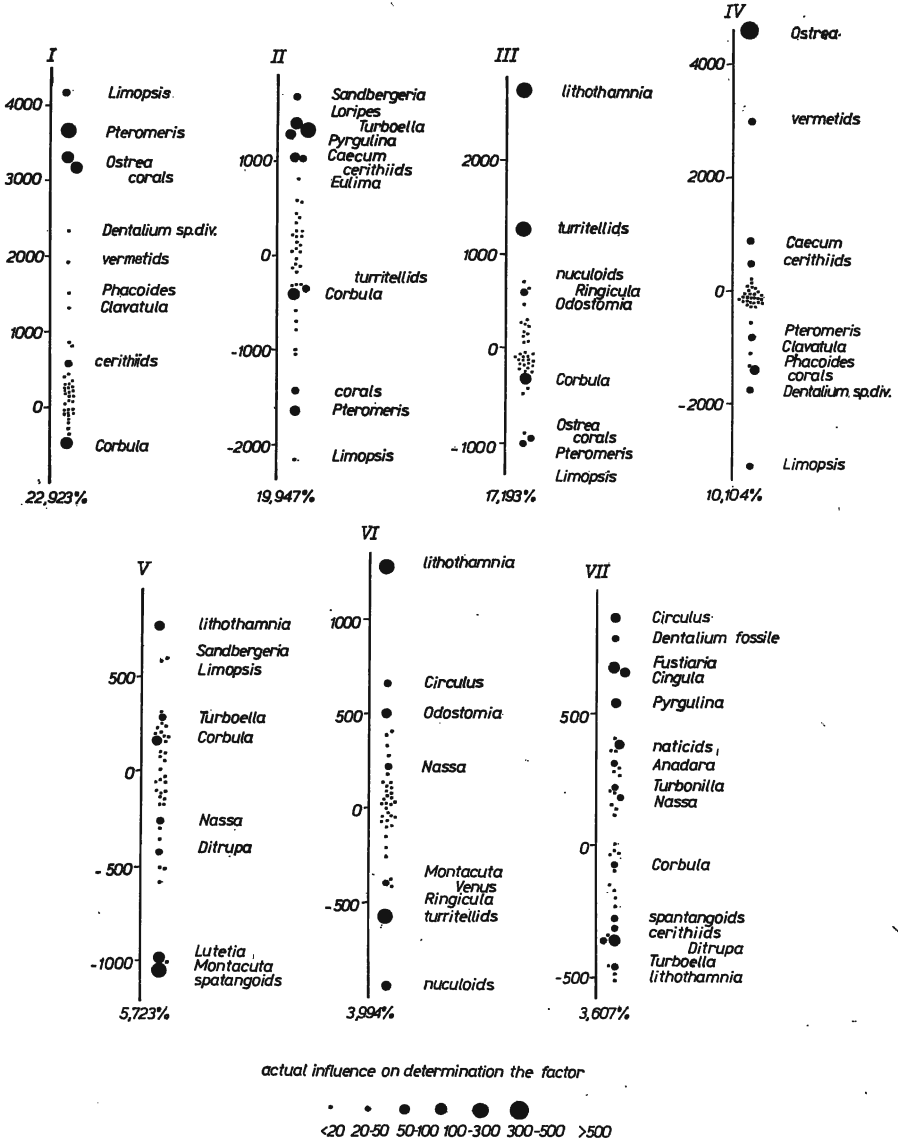 I
4000
3000
2000
1000
0
Limopsis
Pteromeris
Ostrea
corals
Dentalium sp.div.
vermetids
Phacoides
Clavatula
cerithiids
Corbula
22,923%
II
1000
0
-1000
-2000
Sandbergeria
Loripes
Turboella
Pyrgulina
Caecum
cerithiids
Eulima
turritellids
Corbula
corals
Pteromeris
Limopsis
19,947%
III
2000
1000
0
-1000
lithothamnia
turritellids
nuculoids
Ringicula
Odostomia
Corbula
Ostrea
corals
Pteromeris
Limopsis
17,193%
IV
4000
2000
0
-2000
Ostrea
vermetids
Caecum
cerithiids
Pteromeris
Clavatula
Phacoides
corals
Dentalium sp.div.
Limopsis
10,104%
V
500
0
-500
-1000
lithothamnia
Sandbergeria
Limopsis
Turboella
Corbula
Nassa
Ditrupa
Lutetia
Montacuta
spatangoids
5,723%
VI
1000
500
0
-500
lithothamnia
Circulus
Odostomia
Nassa
Montacuta
Venus
Ringicula
turritellids
nuculoids
3,994%
VII
500
0
-500
Circulus
Dentalium fossile
Fustiaria
Cingula
Pyrgulina
naticids
Anadara
Turbonilla
Nassa
Corbula
spantangoids
cerithiids
Ditrupa
Turboella
lithothamnia
3,607%
actual influence on determination the factor
<20 20-50 50-100 100-300 300-500 >500